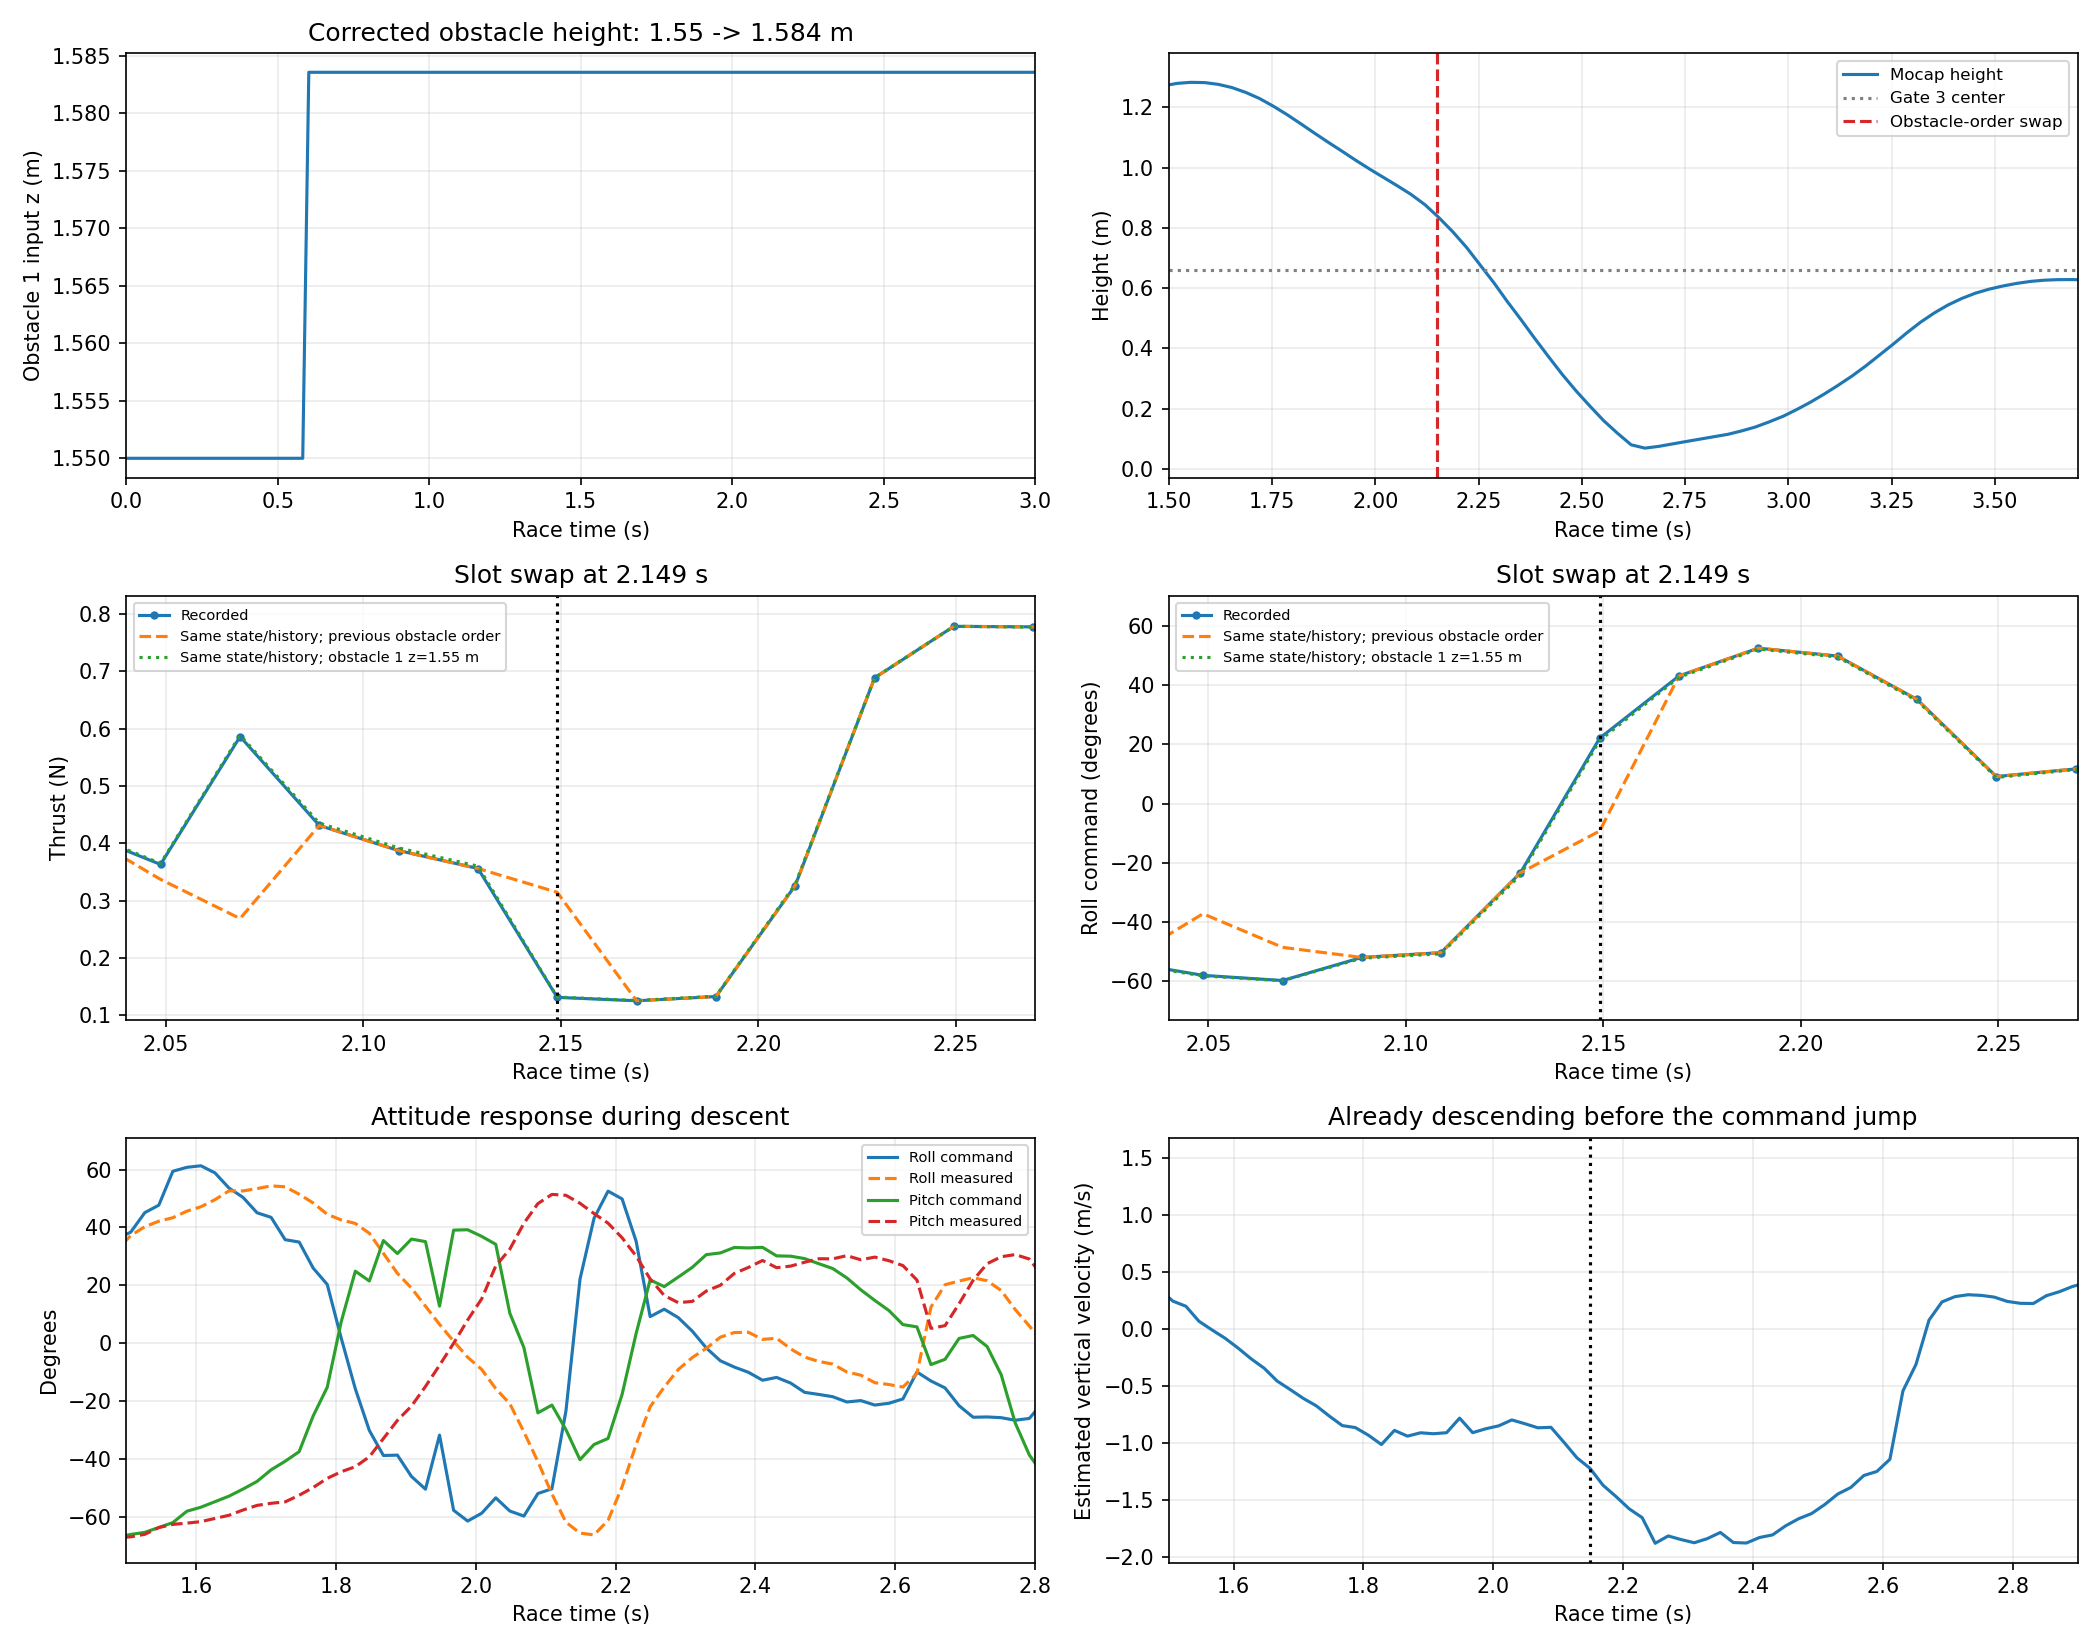 Corrected obstacle height: 1.55 -> 1.584 m
Obstacle 1 input z (m)
1.585
1.580
1.575
1.570
1.565
1.560
1.555
1.550
0.0 0.5 1.0 1.5 2.0 2.5 3.0
Race time (s)
Height (m)
1.2
1.0
0.8
0.6
0.4
0.2
0.0
Mocap height
Gate 3 center
Obstacle-order swap
1.50 1.75 2.00 2.25 2.50 2.75 3.00 3.25 3.50
Race time (s)
Slot swap at 2.149 s
Thrust (N)
0.8
0.7
0.6
0.5
0.4
0.3
0.2
0.1
Recorded
Same state/history; previous obstacle order
Same state/history; obstacle 1 z=1.55 m
2.05 2.10 2.15 2.20 2.25
Race time (s)
Slot swap at 2.149 s
Roll command (degrees)
60
40
20
0
−20
−40
−60
Recorded
Same state/history; previous obstacle order
Same state/history; obstacle 1 z=1.55 m
2.05 2.10 2.15 2.20 2.25
Race time (s)
Attitude response during descent
Degrees
60
40
20
0
−20
−40
−60
Roll command
Roll measured
Pitch command
Pitch measured
1.6 1.8 2.0 2.2 2.4 2.6 2.8
Race time (s)
Already descending before the command jump
Estimated vertical velocity (m/s)
1.5
1.0
0.5
0.0
−0.5
−1.0
−1.5
−2.0
1.6 1.8 2.0 2.2 2.4 2.6 2.8
Race time (s)